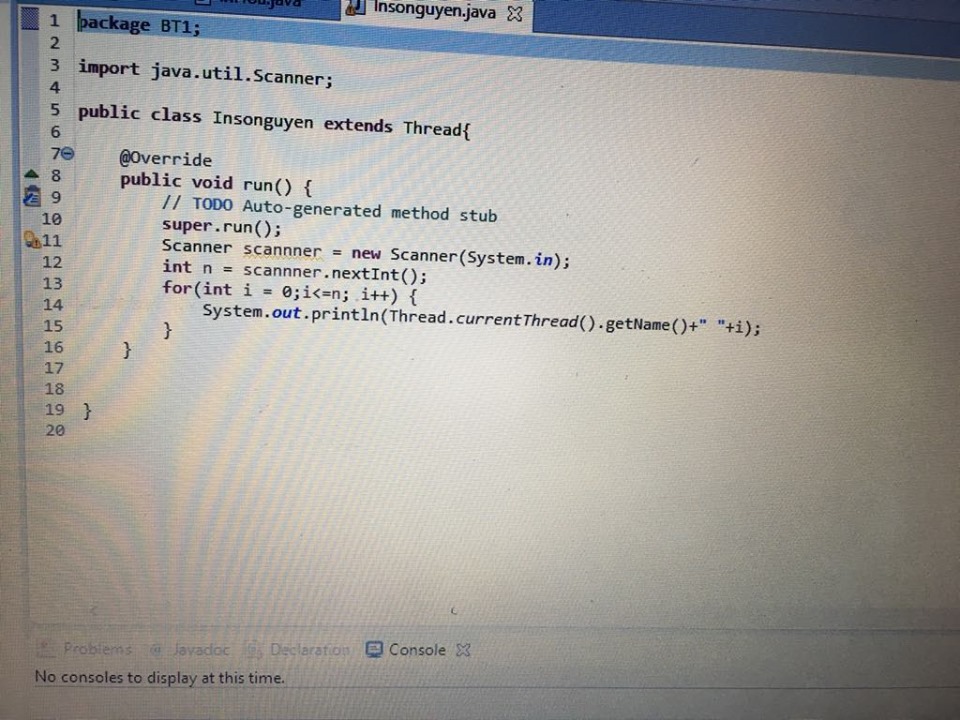 Insonguyen.java
1 package BT1;
2
3 import java.util.Scanner;
4
5 public class Insonguyen extends Thread{
6
7 @Override
8 public void run() {
9 // TODO Auto-generated method stub
10 super.run();
11 Scanner scannner = new Scanner(System.in);
12 int n = scannner.nextInt();
13 for(int i = 0;i<=n; i++) {
14 System.out.println(Thread.currentThread().getName()+" "+i);
15 }
16 }
17
18
19 }
20
Problems Javadoc Declaration Console
No consoles to display at this time.